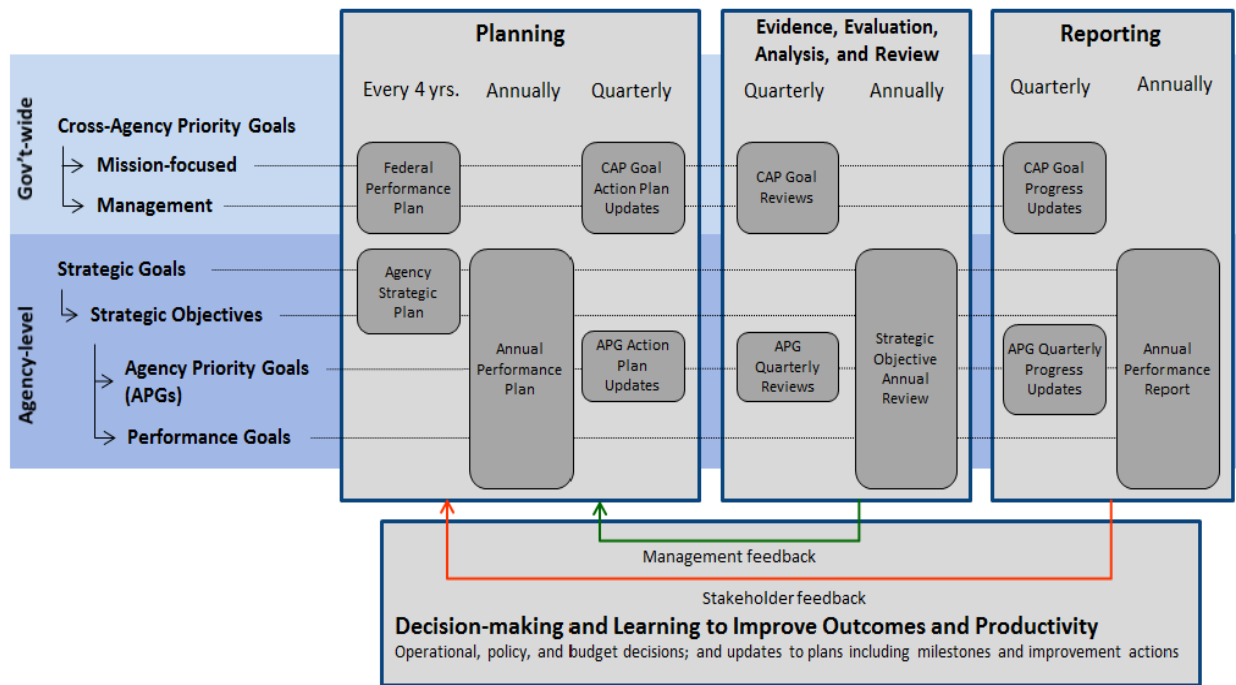 Planning
Evidence, Evaluation,
Analysis, and Review
Reporting
Every 4 yrs.
Annually
Quarterly
Quarterly
Annually
Quarterly
Annually
Gov't-wide
Cross-Agency Priority Goals
Mission-focused
Management
Federal
Performance
Plan
CAP Goal
Action Plan
Updates
CAP Goal
Reviews
CAP Goal
Progress
Updates
Agency-level
Strategic Goals
Strategic Objectives
Agency Priority Goals
(APGs)
Performance Goals
Agency
Strategic
Plan
Annual
Performance
Plan
APG Action
Plan
Updates
APG
Quarterly
Reviews
Strategic
Objective
Annual
Review
APG Quarterly
Progress
Updates
Annual
Performance
Report
Management feedback
Stakeholder feedback
Decision-making and Learning to Improve Outcomes and Productivity
Operational, policy, and budget decisions; and updates to plans including milestones and improvement actions